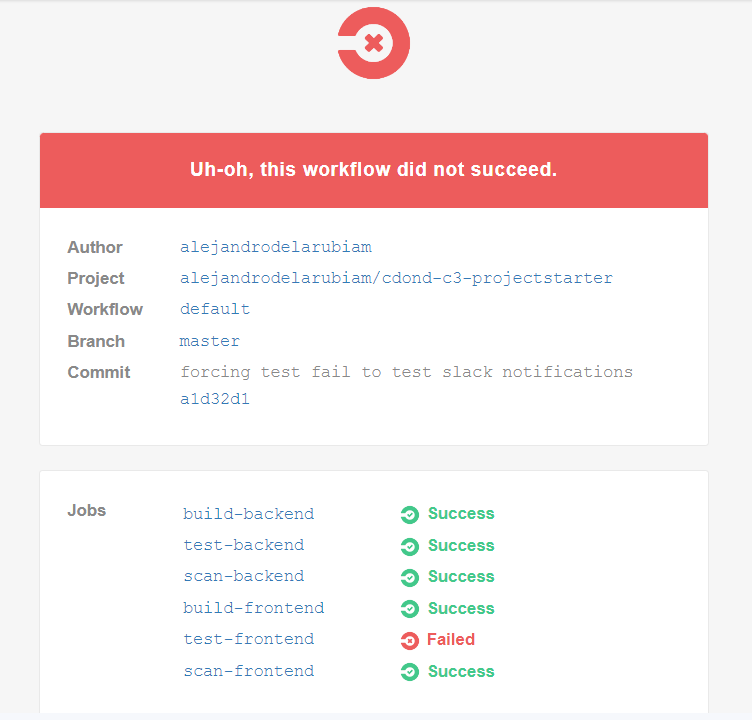 Uh-oh, this workflow did not succeed.
Author alejandrodelarubiam
Project alejandrodelarubiam/cdond-c3-projectstarter
Workflow default
Branch master
Commit forcing test fail to test slack notifications
a1d32d1
Jobs build-backend Success
test-backend Success
scan-backend Success
build-frontend Success
test-frontend Failed
scan-frontend Success